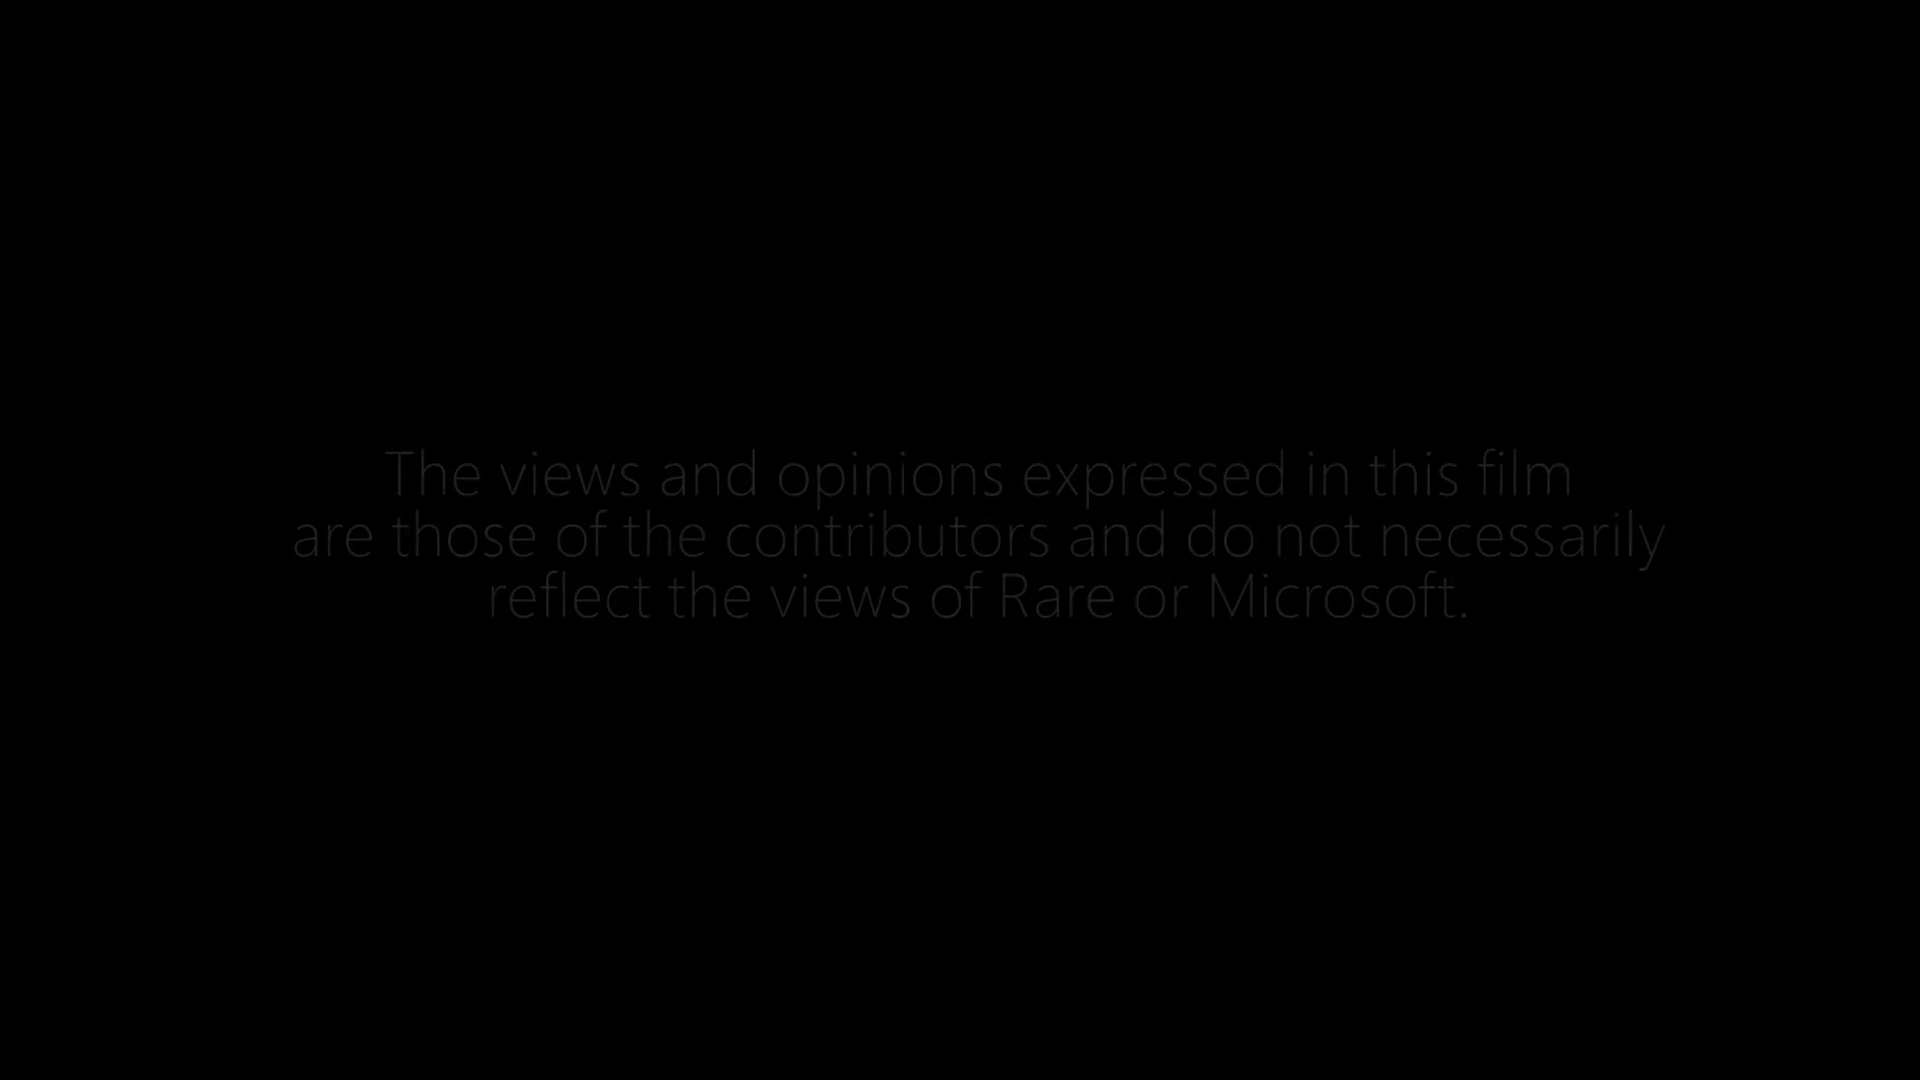 The views and opinions expressed in this film
are those of the contributors and do not necessarily
reflect the views of Rare or Microsoft.